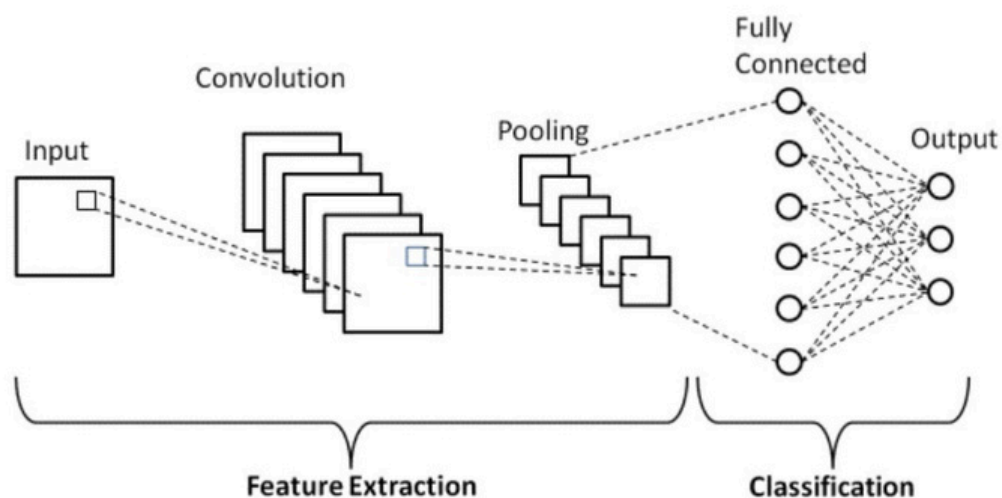 Input
Convolution
Pooling
Fully
Connected
Output
Feature Extraction
Classification